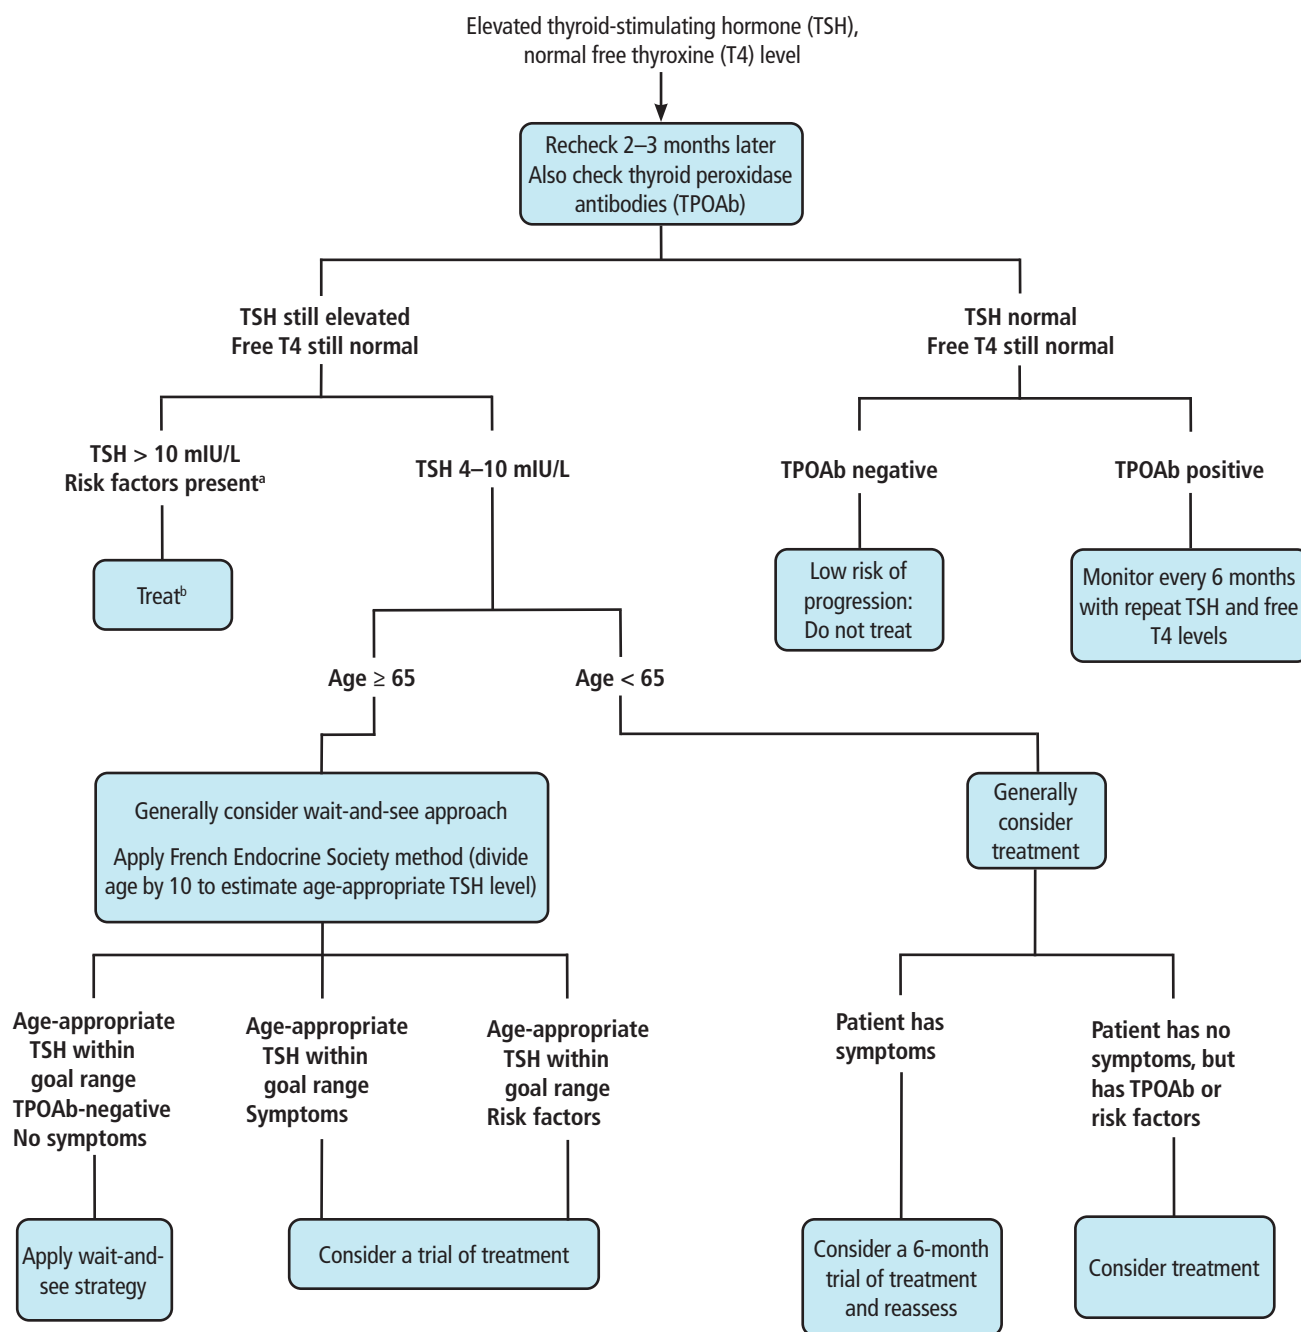 Elevated thyroid-stimulating hormone (TSH),
normal free thyroxine (T4) level
Recheck 2–3 months later
Also check thyroid peroxidase
antibodies (TPOAb)
TSH still elevated
Free T4 still normal
TSH normal
Free T4 still normal
TSH > 10 mIU/L
Risk factors presentᵃ
TSH 4–10 mIU/L
TPOAb negative
TPOAb positive
Treatᵇ
Low risk of
progression:
Do not treat
Monitor every 6 months
with repeat TSH and free
T4 levels
Age ≥ 65
Age < 65
Generally consider wait-and-see approach
Apply French Endocrine Society method (divide
age by 10 to estimate age-appropriate TSH level)
Generally
consider
treatment
Age-appropriate
TSH within
goal range
TPOAb-negative
No symptoms
Age-appropriate
TSH within
goal range
Symptoms
Age-appropriate
TSH within
goal range
Risk factors
Patient has
symptoms
Patient has no
symptoms, but
has TPOAb or
risk factors
Apply wait-and-
see strategy
Consider a trial of treatment
Consider a 6-month
trial of treatment
and reassess
Consider treatment